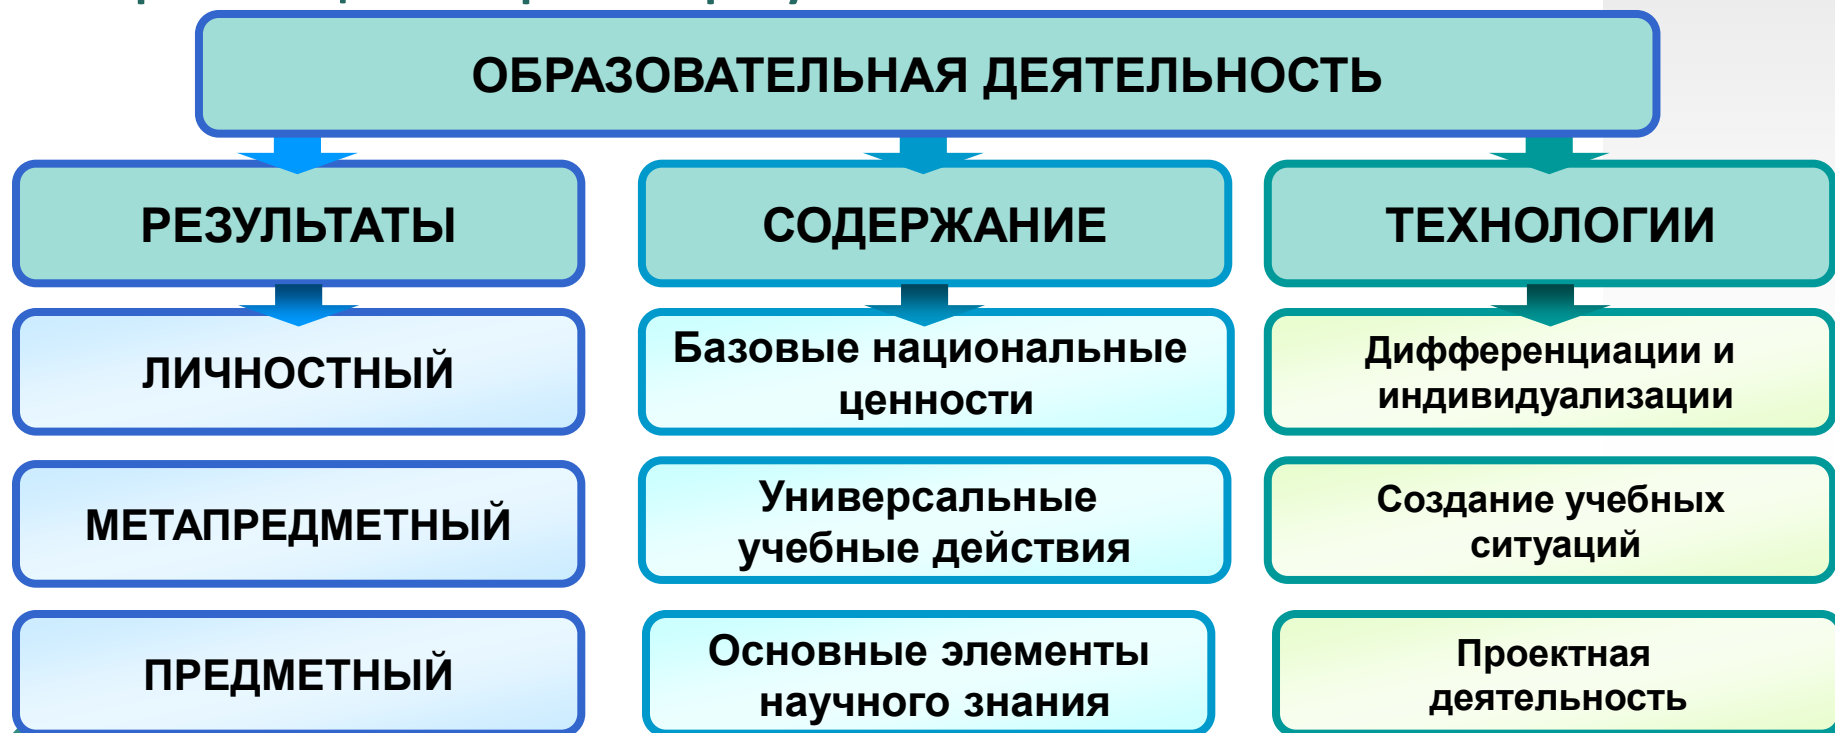 ОБРАЗОВАТЕЛЬНАЯ ДЕЯТЕЛЬНОСТЬ
РЕЗУЛЬТАТЫ
СОДЕРЖАНИЕ
ТЕХНОЛОГИИ
ЛИЧНОСТНЫЙ
Базовые национальные
ценности
Дифференциации и
индивидуализации
МЕТАПРЕДМЕТНЫЙ
Универсальные
учебные действия
Создание учебных
ситуаций
ПРЕДМЕТНЫЙ
Основные элементы
научного знания
Проектная
деятельность